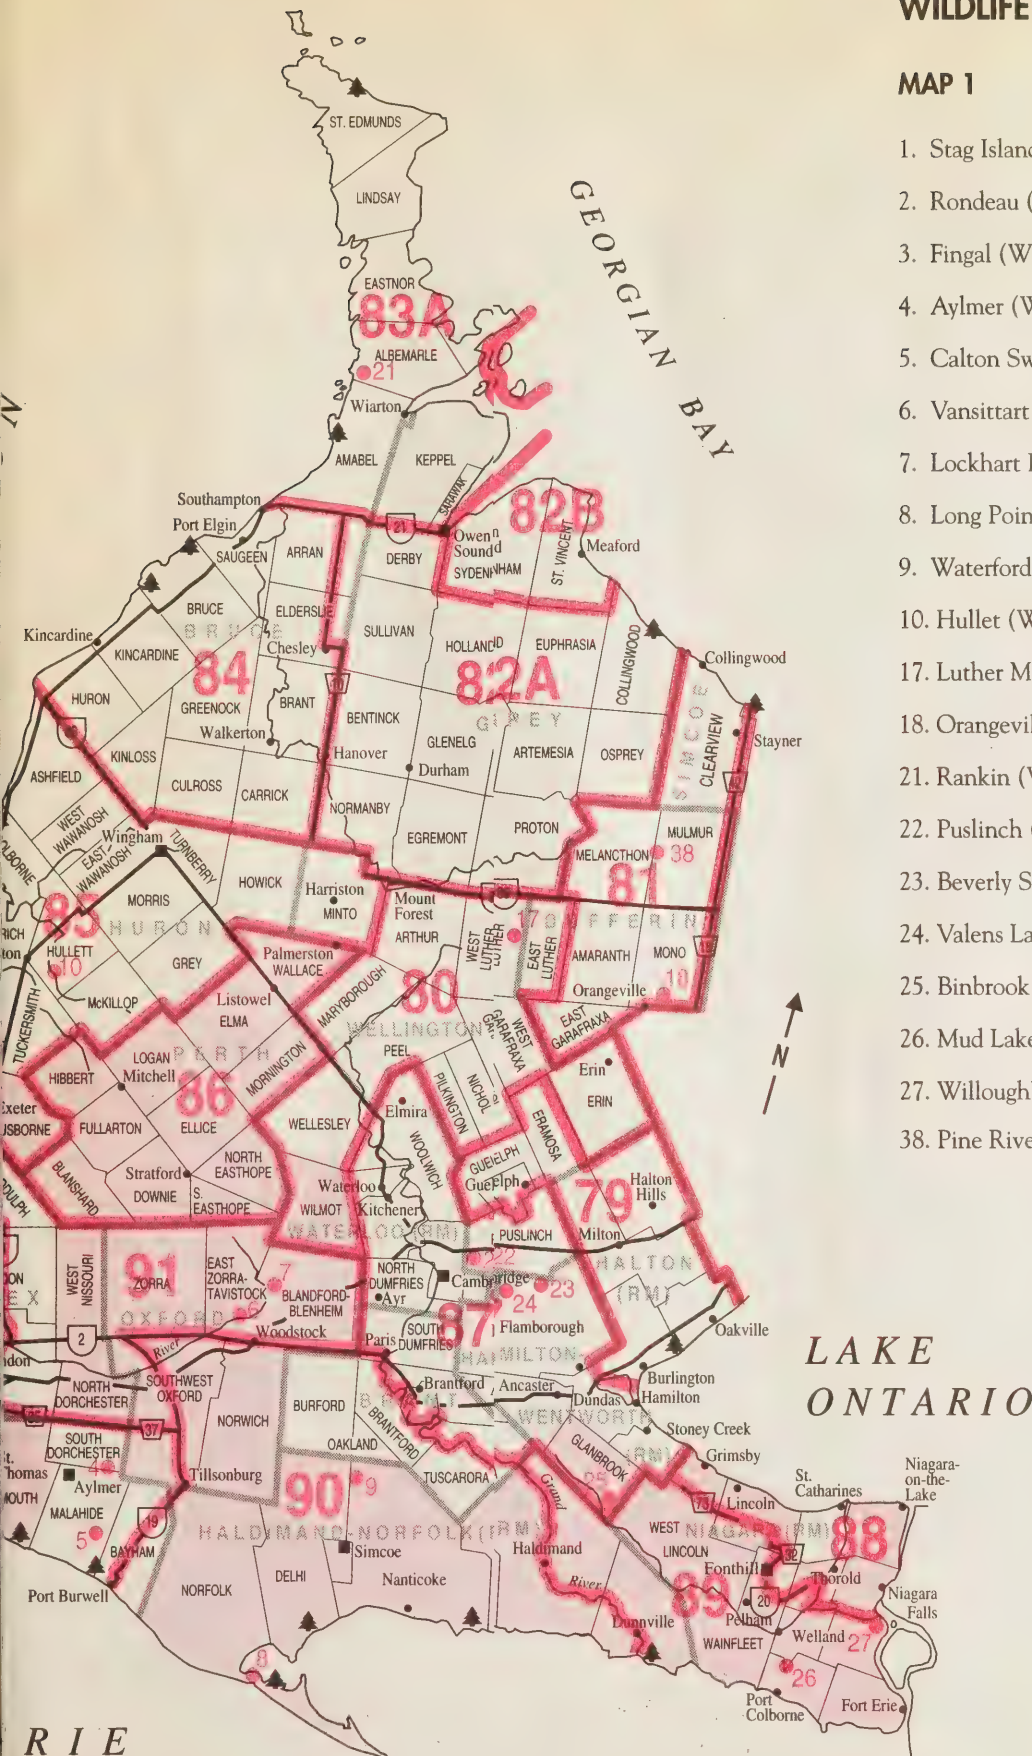 WILDLIFE
MAP 1
1. Stag Island
2. Rondeau (
3. Fingal (W
4. Aylmer (W
5. Calton Sw
6. Vansittart
7. Lockhart
8. Long Poin
9. Waterford
10. Hullet (W
17. Luther M
18. Orangevil
21. Rankin (
22. Puslinch
23. Beverly S
24. Valens La
25. Binbrook
26. Mud Lake
27. Willough
38. Pine Rive
ST. EDMUNDS
LINDSAY
GEORGIAN BAY
EASTNOR
83A
ALBEMARLE
21
Wiarton
AMABEL
KEPPEL
SARAWAK
Southampton
82B
Port Elgin
21
Owen
Sound
SAUGEEN
ARRAN
DERBY
SYDENHAM
ST. VINCENT
Meaford
BRUCE
ELDERSLIE
SULLIVAN
HOLLAND
EUPHRASIA
COLLINGWOOD
BRUCE
Kincardine
KINCARDINE
Chesley
82A
Collingwood
84
HURON
GREENOCK
BRANT
BENTINCK
GREY
SIMCOE
CLEARVIEW
Stayner
Walkerton
Hanover
GLENELG
ARTEMESIA
OSPREY
KINLOSS
Durham
ASHFIELD
CULROSS
CARRICK
NORMANBY
PROTON
EGREMONT
MULMUR
WEST
WAWANOSH
Wingham
EAST
WAWANOSH
TURNBERRY
MELANCTHON
38
81
HOWICK
Harriston
MINTO
Mount
Forest
MORRIS
85
HURON
ARTHUR
WEST
LUTHER
17
EAST
LUTHER
DUFFERIN
HULLETT
10
GREY
Palmerston
WALLACE
AMARANTH
MONO
McKILLOP
Listowel
ELMA
MARYBOROUGH
80
Orangeville
TUCKERSMITH
WELLINGTON
WEST
GARAFRAXA
EAST
GARAFRAXA
LOGAN
PERTH
MORNINGTON
PEEL
Mitchell
HIBBERT
86
PILKINGTON
NICHOL
Erin
ERIN
N
FULLARTON
ELLICE
WELLESLEY
Elmira
WOOLWICH
ERAMOSA
GUELPH
BLANSHARD
Stratford
NORTH
EASTHOPE
DOWNIE
S.
EASTHOPE
Waterloo
Guelph
79
Halton
Hills
WILMOT
Kitchener
WATERLOO (RM)
PUSLINCH
Milton
WEST
NISSOURI
91
ZORRA
EAST
ZORRA-
TAVISTOCK
7
NORTH
DUMFRIES
22
HALTON
(RM)
Cambridge
23
BLANDFORD-
BLENHEIM
Ayr
24
OXFORD
6
87
Flamborough
2
River
Woodstock
Paris
SOUTH
DUMFRIES
Oakville
HAMILTON-
LAKE
ONTARIO
NORTH
DORCHESTER
SOUTHWEST
OXFORD
Brantford
Ancaster
Dundas
Burlington
Hamilton
NORWICH
BURFORD
BRANTFORD
WENTWORTH
(RM)
Stoney Creek
37
SOUTH
DORCHESTER
OAKLAND
GLANBROOK
Grimsby
Aylmer
Tillsonburg
90
9
TUSCARORA
Grand
73
Lincoln
St.
Catharines
Niagara-
on-the-
Lake
MALAHIDE
5
19
BAYHAM
HALDIMAND-NORFOLK (RM)
WEST
LINCOLN
NIAGARA (RM)
88
Simcoe
Haldimand
32
Fonthill
Thorold
Port Burwell
NORFOLK
DELHI
Nanticoke
River
89
20
Pelham
Niagara
Falls
Dunnville
WAINFLEET
Welland
27
8
26
Port
Colborne
Fort Erie
RIE